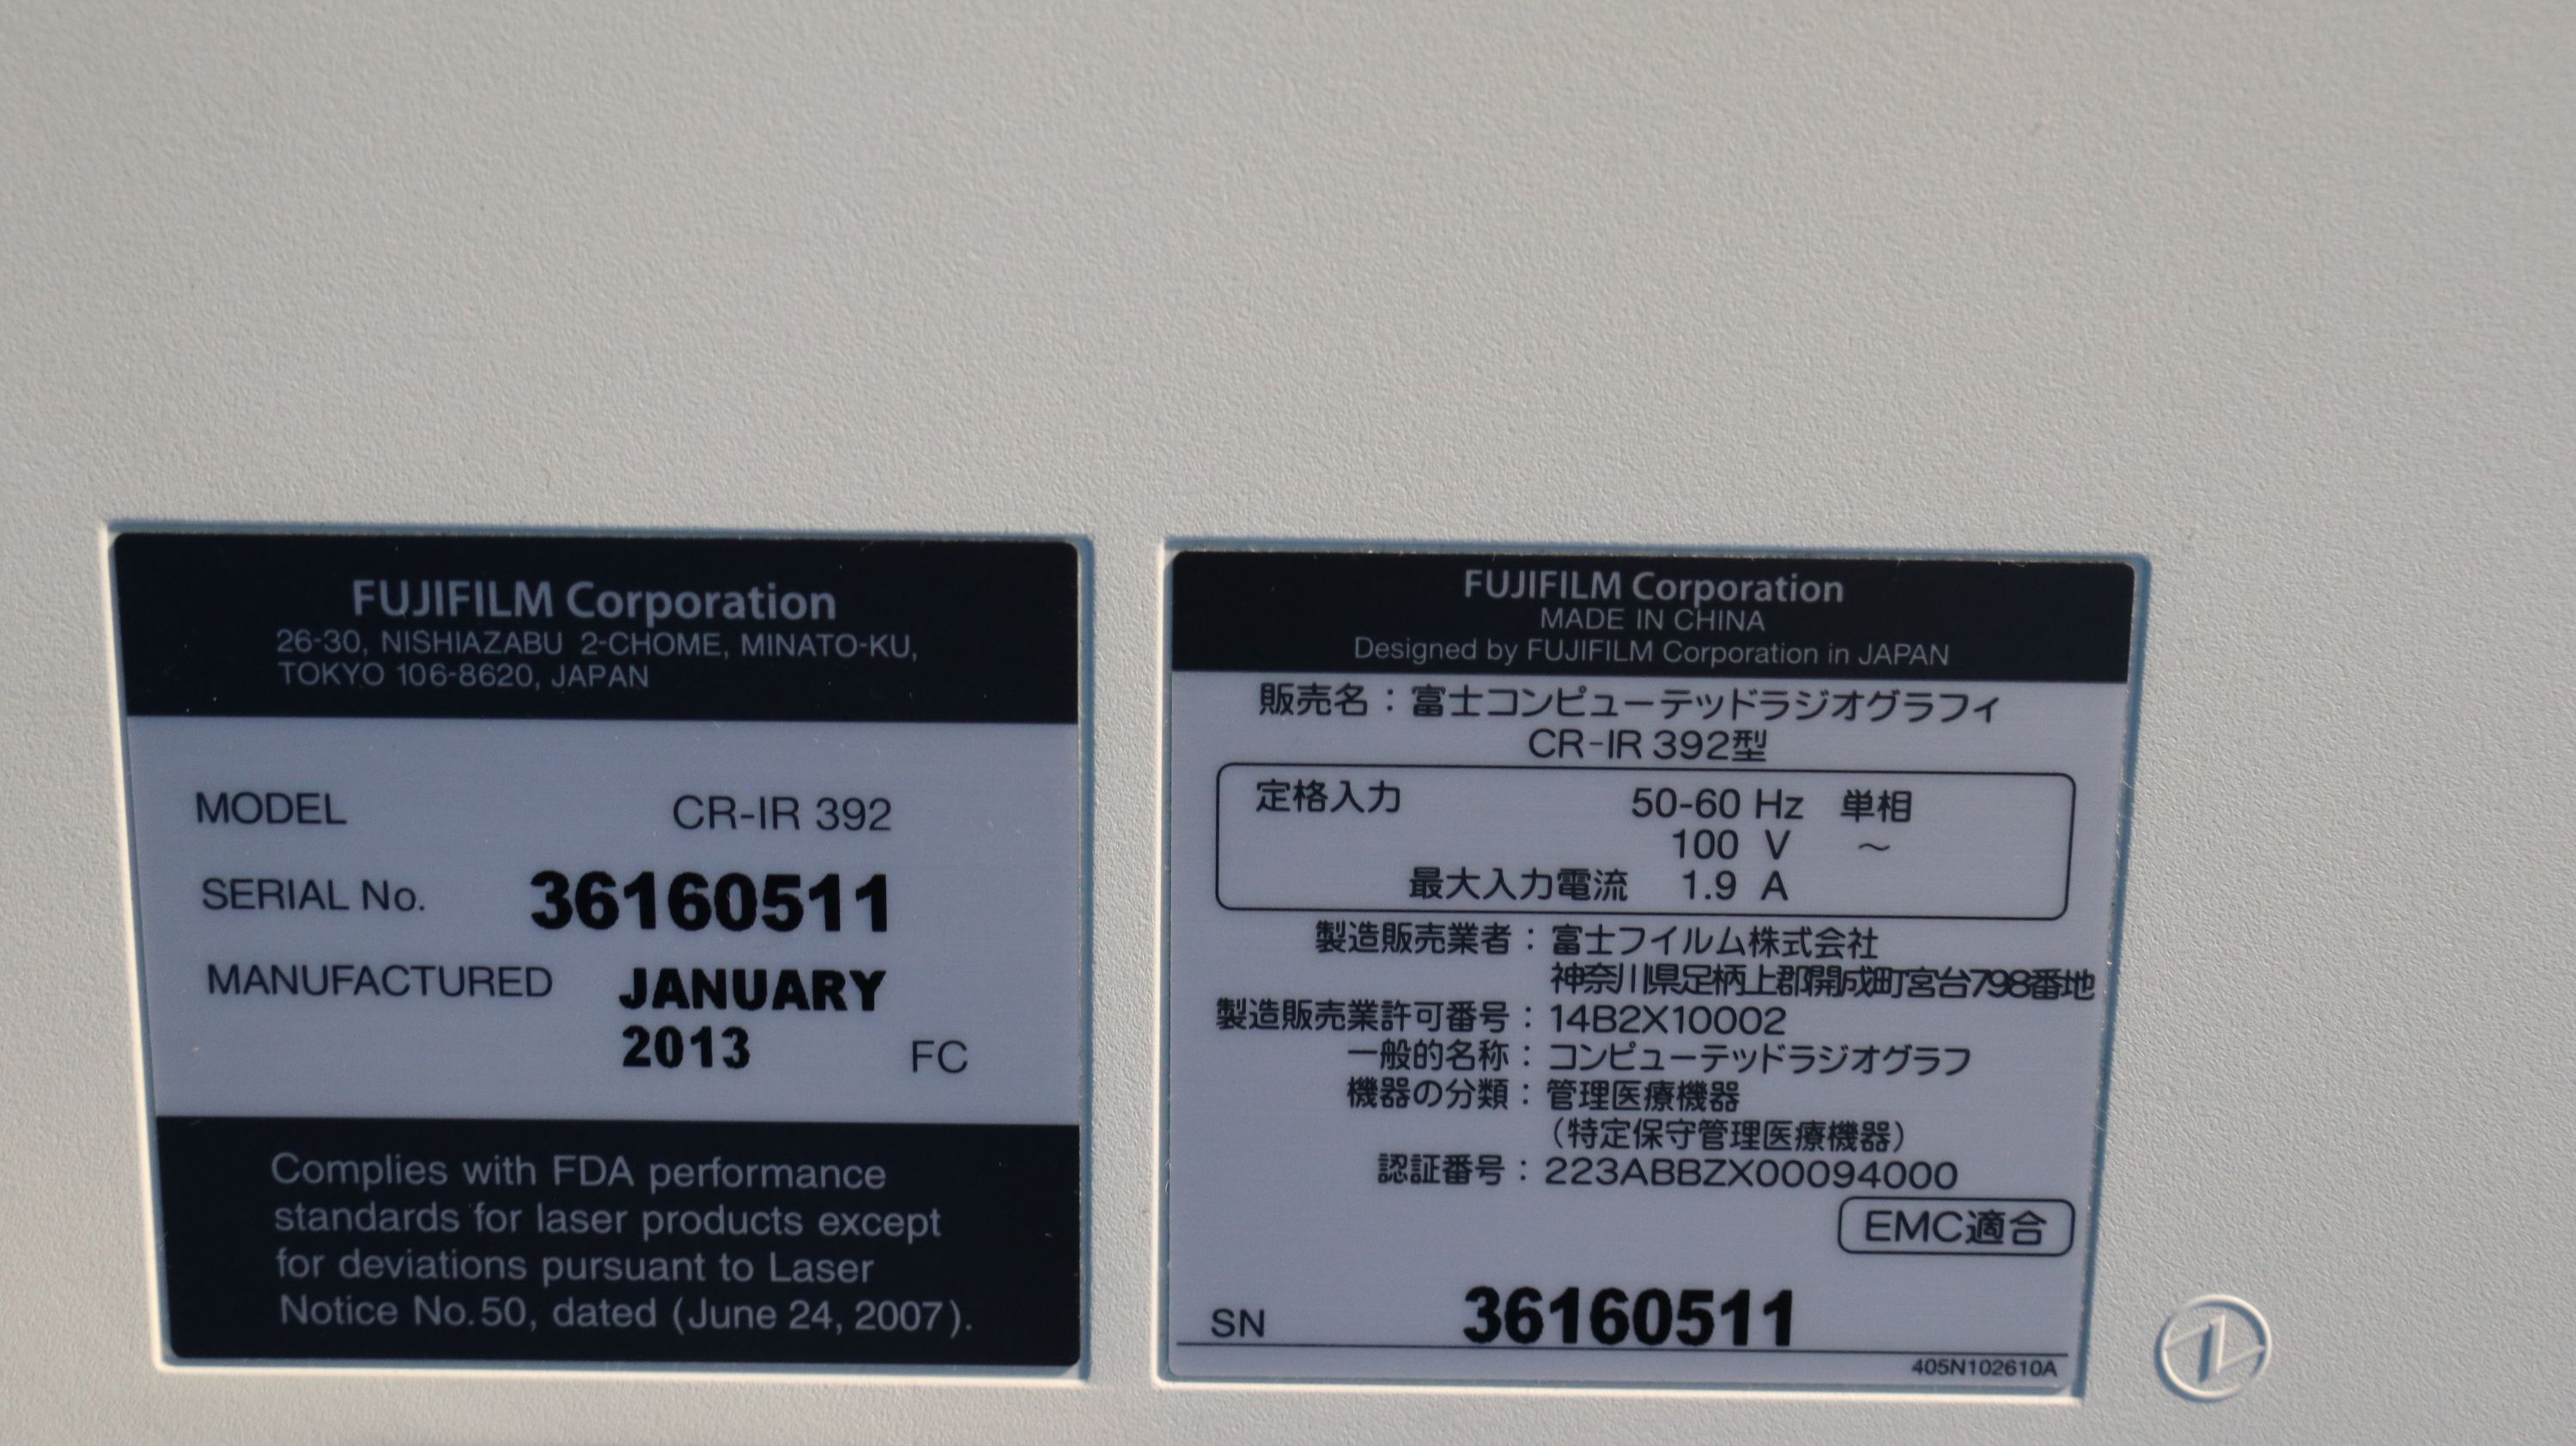 FUJIFILM Corporation
26-30, NISHIAZABU 2-CHOME, MINATO-KU,
TOKYO 106-8620, JAPAN
MODEL CR-IR 392
SERIAL No. 36160511
MANUFACTURED JANUARY
2013 FC
Complies with FDA performance
standards for laser products except
for deviations pursuant to Laser
Notice No.50, dated (June 24, 2007).
FUJIFILM Corporation
MADE IN CHINA
Designed by FUJIFILM Corporation in JAPAN
販売名：富士コンピューテッドラジオグラフィ
CR-IR 392型
定格入力 50-60 Hz 単相
100 V ～
最大入力電流 1.9 A
製造販売業者：富士フイルム株式会社
神奈川県足柄上郡開成町宮台798番地
製造販売業許可番号：14B2X10002
一般的名称：コンピューテッドラジオグラフ
機器の分類：管理医療機器
（特定保守管理医療機器）
認証番号：223ABBZX00094000
EMC適合
SN 36160511
405N102610A